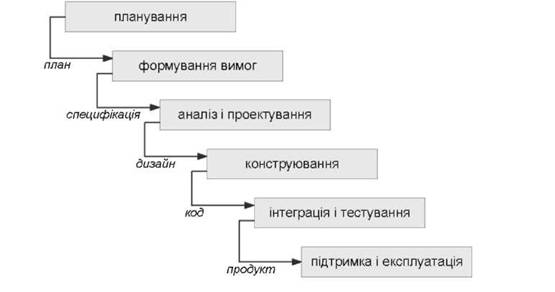 планування
план
формування вимог
специфікація
аналіз і проектування
дизайн
конструювання
код
інтеграція і тестування
продукт
підтримка і експлуатація